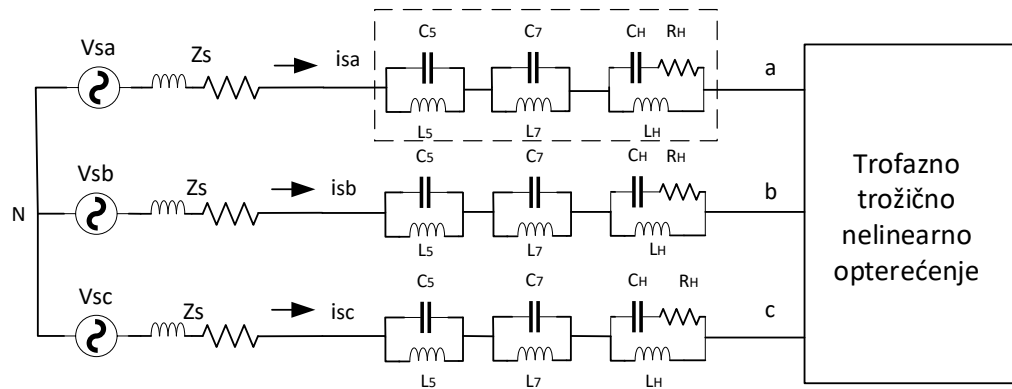 C5 C7 CH RH
Vsa Zs isa a
L5 L7 LH
C5 C7 CH RH
Vsb Zs isb b
N
L5 L7 LH
C5 C7 CH RH
Vsc Zs isc c
L5 L7 LH
Trofazno
trožično
nelinearno
opterećenje